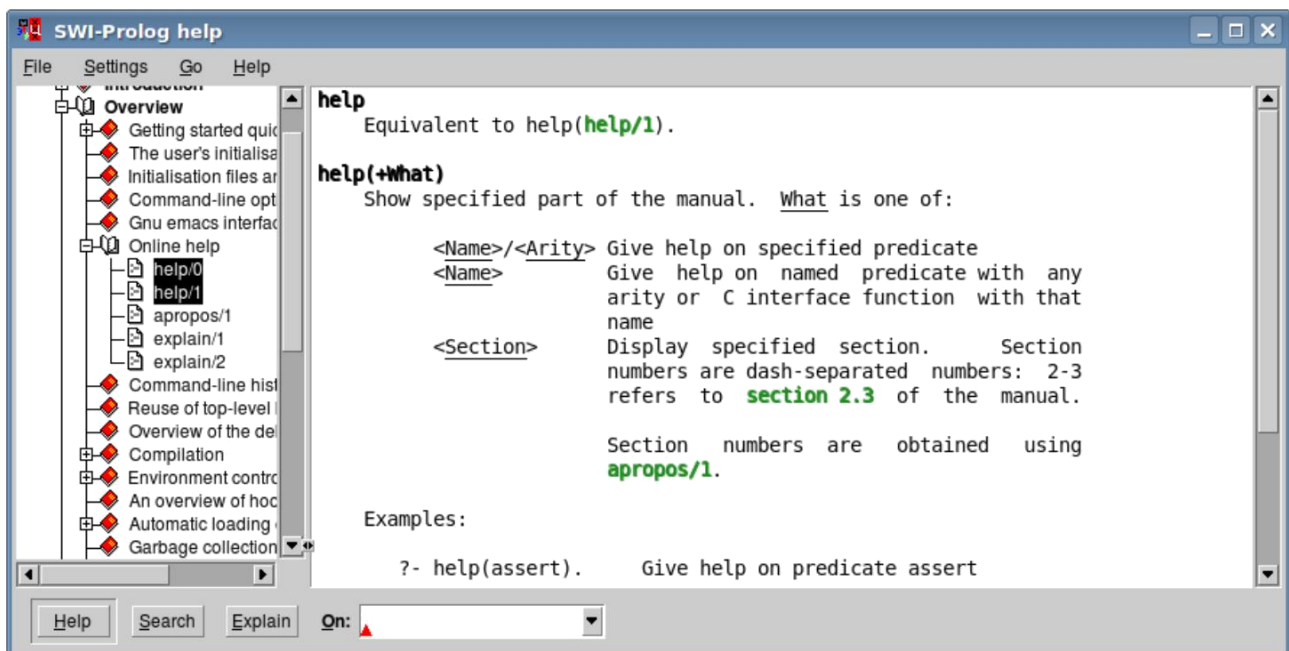 SWI-Prolog help
File Settings Go Help
Introduction
Overview
Getting started quic
The user's initialisa
Initialisation files ar
Command-line opt
Gnu emacs interfac
Online help
help/0
help/1
apropos/1
explain/1
explain/2
Command-line hist
Reuse of top-level
Overview of the de
Compilation
Environment contro
An overview of hoo
Automatic loading
Garbage collection
help
Equivalent to help(help/1).
help(+What)
Show specified part of the manual. What is one of:
<Name>/<Arity> Give help on specified predicate
<Name> Give help on named predicate with any
arity or C interface function with that
name
<Section> Display specified section. Section
numbers are dash-separated numbers: 2-3
refers to section 2.3 of the manual.
Section numbers are obtained using
apropos/1.
Examples:
?- help(assert). Give help on predicate assert
Help Search Explain On: